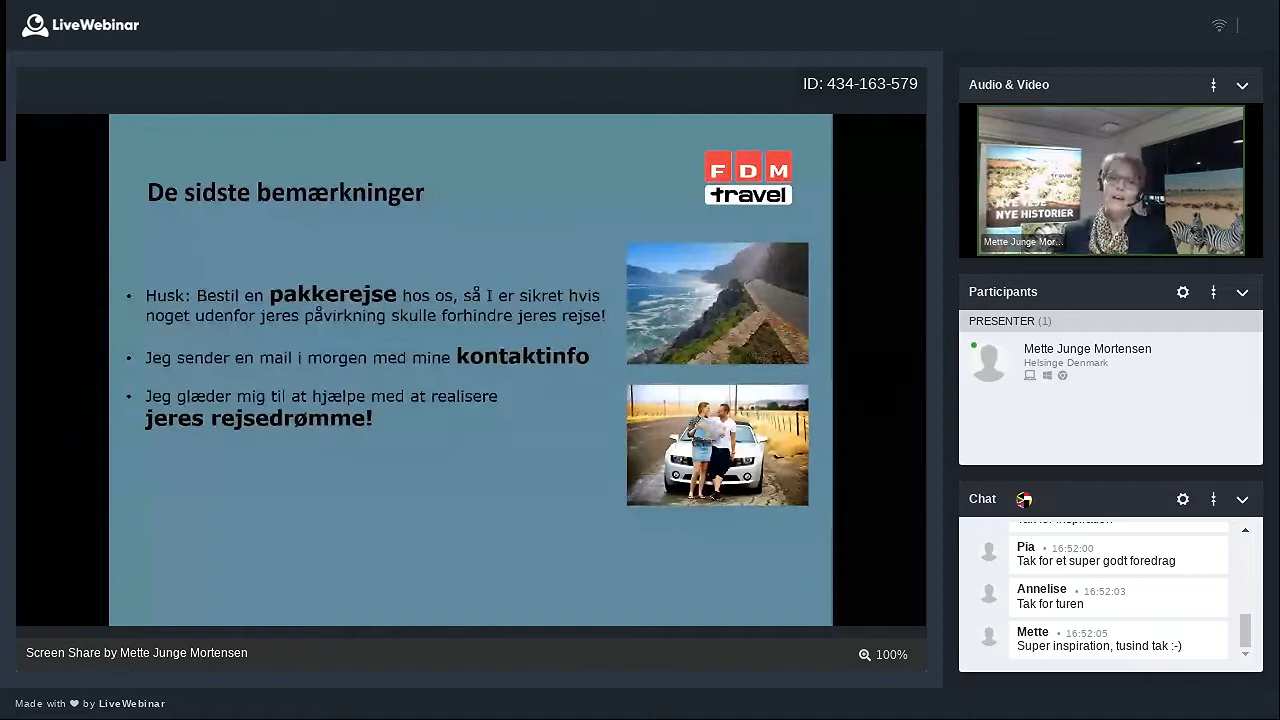 LiveWebinar
ID: 434-163-579
De sidste bemærkninger
F D M
travel
• Husk: Bestil en pakkerejse hos os, så I er sikret hvis
noget udenfor jeres påvirkning skulle forhindre jeres rejse!
• Jeg sender en mail i morgen med mine kontaktinfo
• Jeg glæder mig til at hjælpe med at realisere
jeres rejsedrømme!
Screen Share by Mette Junge Mortensen
100%
Audio & Video
travel
NYE VEJE
NYE HISTORIER
Mette Junge Mor...
Participants
PRESENTER (1)
Mette Junge Mortensen
Helsinge Denmark
Chat
Tak for inspiration
Pia • 16:52:00
Tak for et super godt foredrag
Annelise • 16:52:03
Tak for turen
Mette • 16:52:05
Super inspiration, tusind tak :-)
Made with ❤ by LiveWebinar